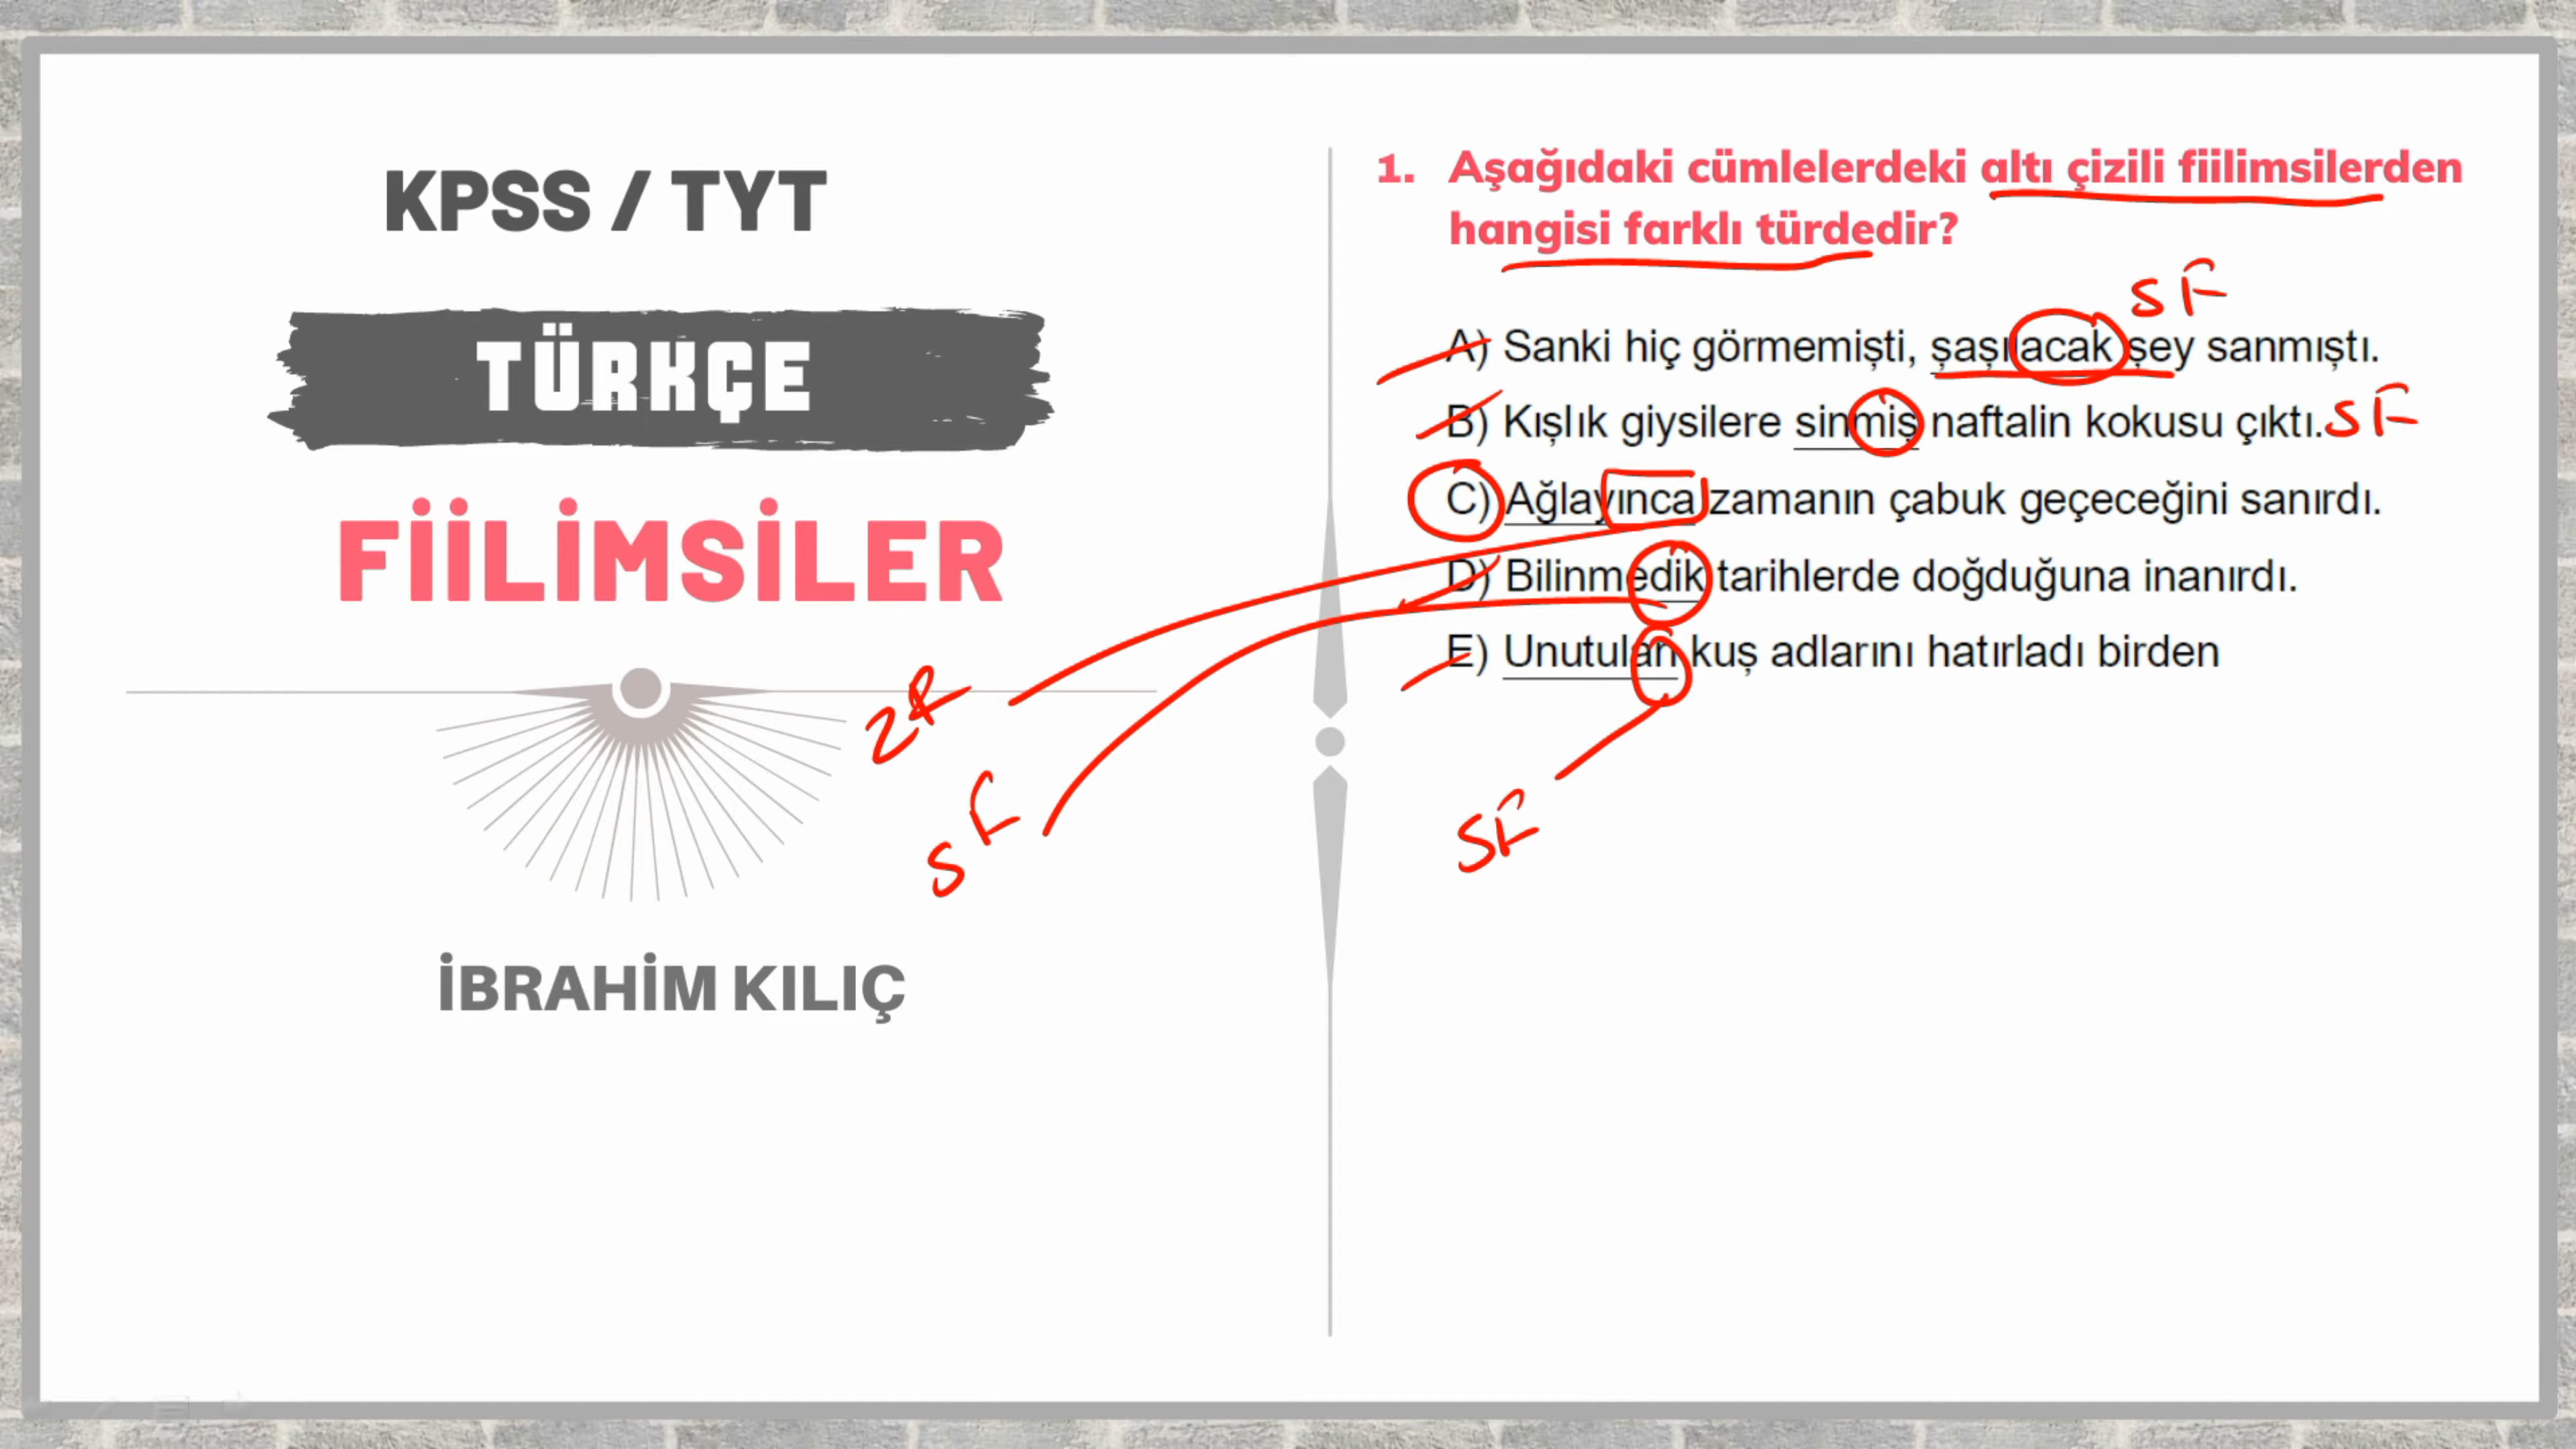 KPSS / TYT
TÜRKÇE
FİİLİMSİLER
İBRAHİM KILIÇ
1. Aşağıdaki cümlelerdeki altı çizili fiilimsilerden
hangisi farklı türdedir?
SF
A) Sanki hiç görmemişti, şaşılacak şey sanmıştı.
B) Kışlık giysilere sinmiş naftalin kokusu çıktı. SF
C) Ağlayınca zamanın çabuk geçeceğini sanırdı.
D) Bilinmedik tarihlerde doğduğuna inanırdı.
E) Unutulan kuş adlarını hatırladı birden
ZF
SF
SF